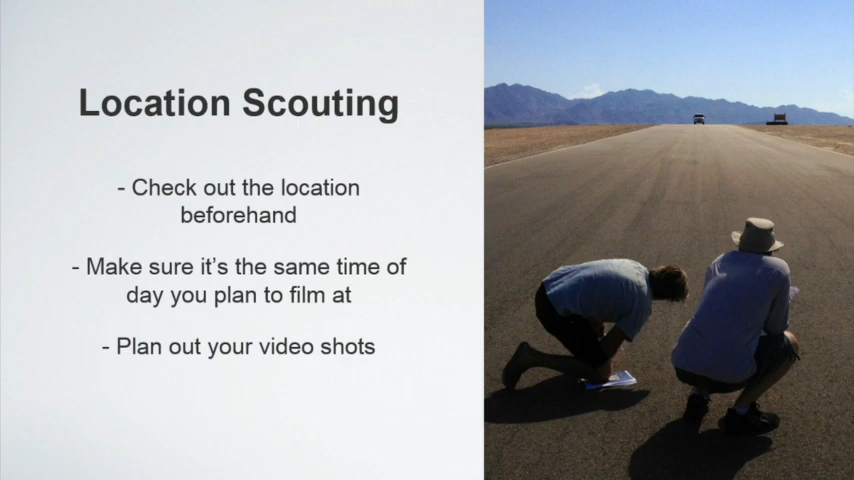 Location Scouting
- Check out the location
beforehand
- Make sure it’s the same time of
day you plan to film at
- Plan out your video shots